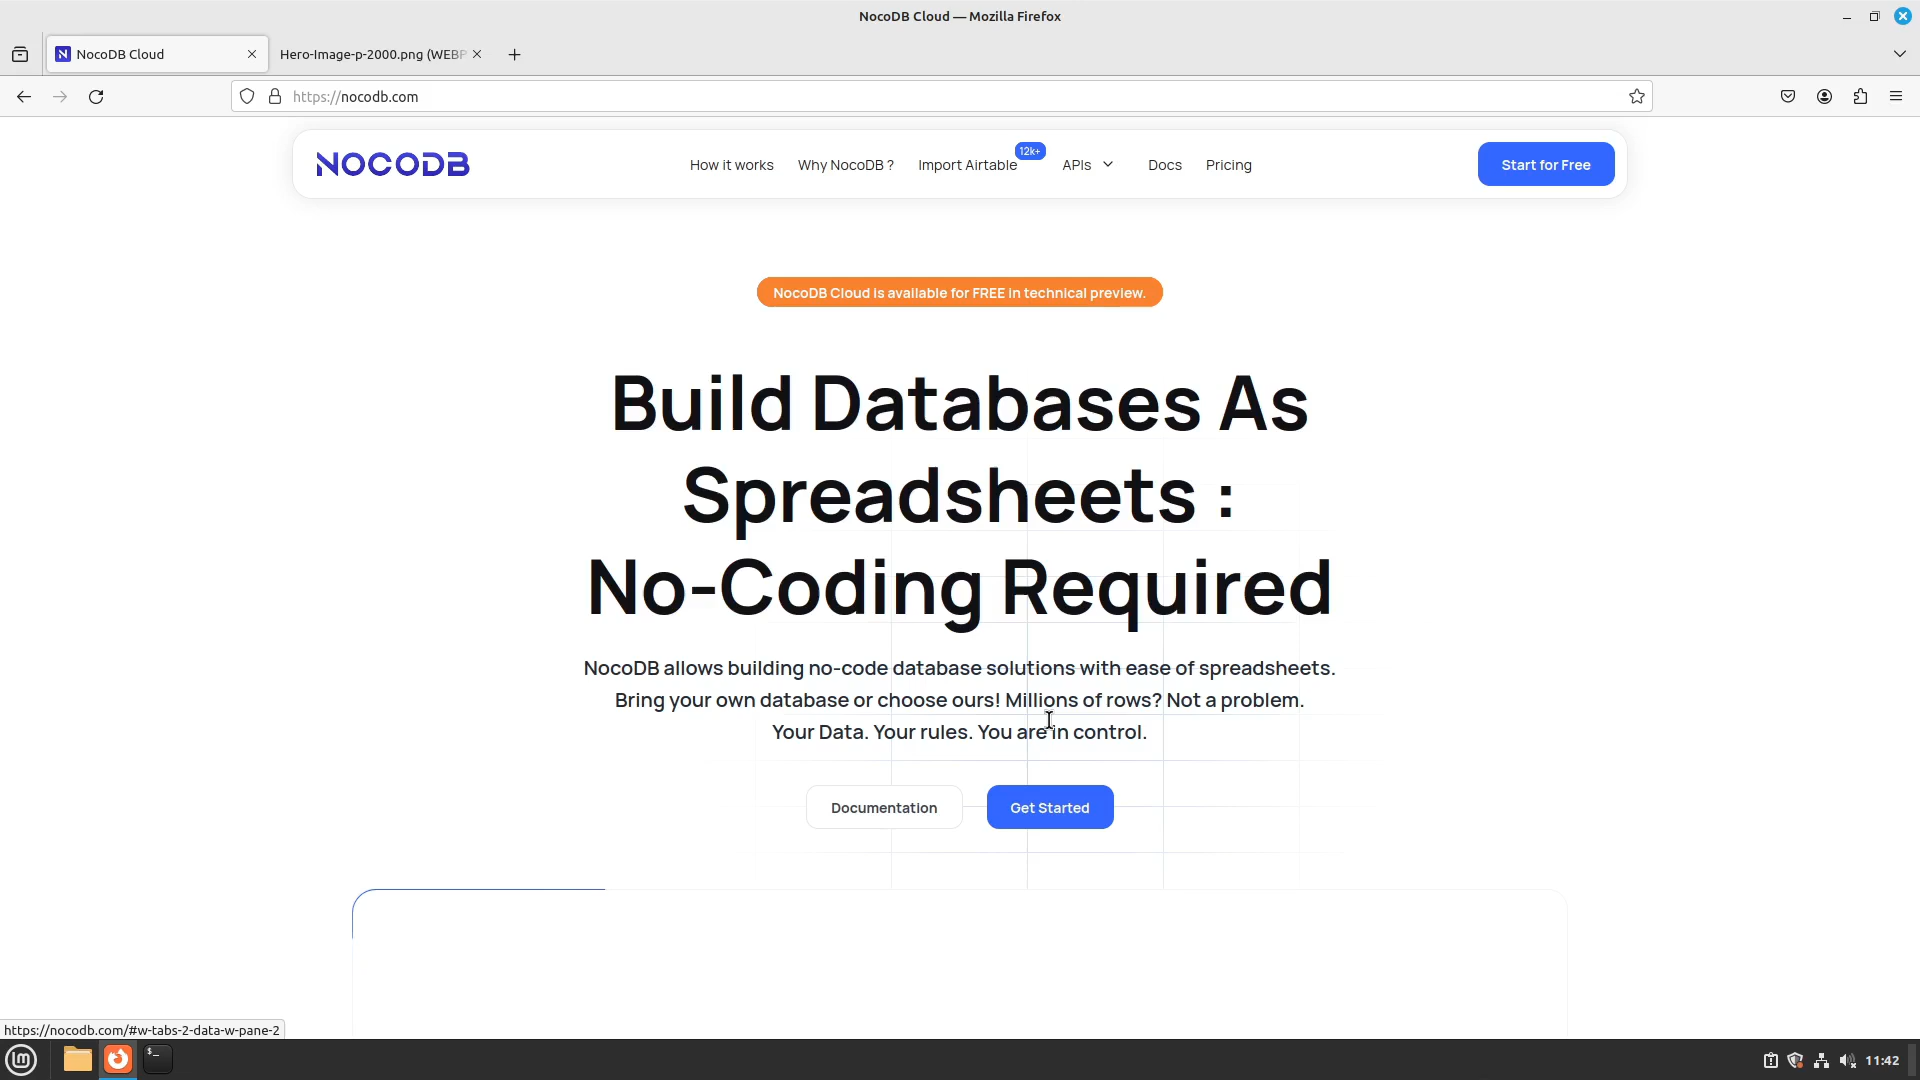 NocoDB Cloud — Mozilla Firefox
NocoDB Cloud
Hero-Image-p-2000.png (WEBP
https://nocodb.com
NOCODB
How it works
Why NocoDB ?
Import Airtable
12k+
APIs
Docs
Pricing
Start for Free
NocoDB Cloud is available for FREE in technical preview.
Build Databases As
Spreadsheets :
No-Coding Required
NocoDB allows building no-code database solutions with ease of spreadsheets.
Bring your own database or choose ours! Millions of rows? Not a problem.
Your Data. Your rules. You are in control.
Documentation
Get Started
https://nocodb.com/#w-tabs-2-data-w-pane-2
11:42